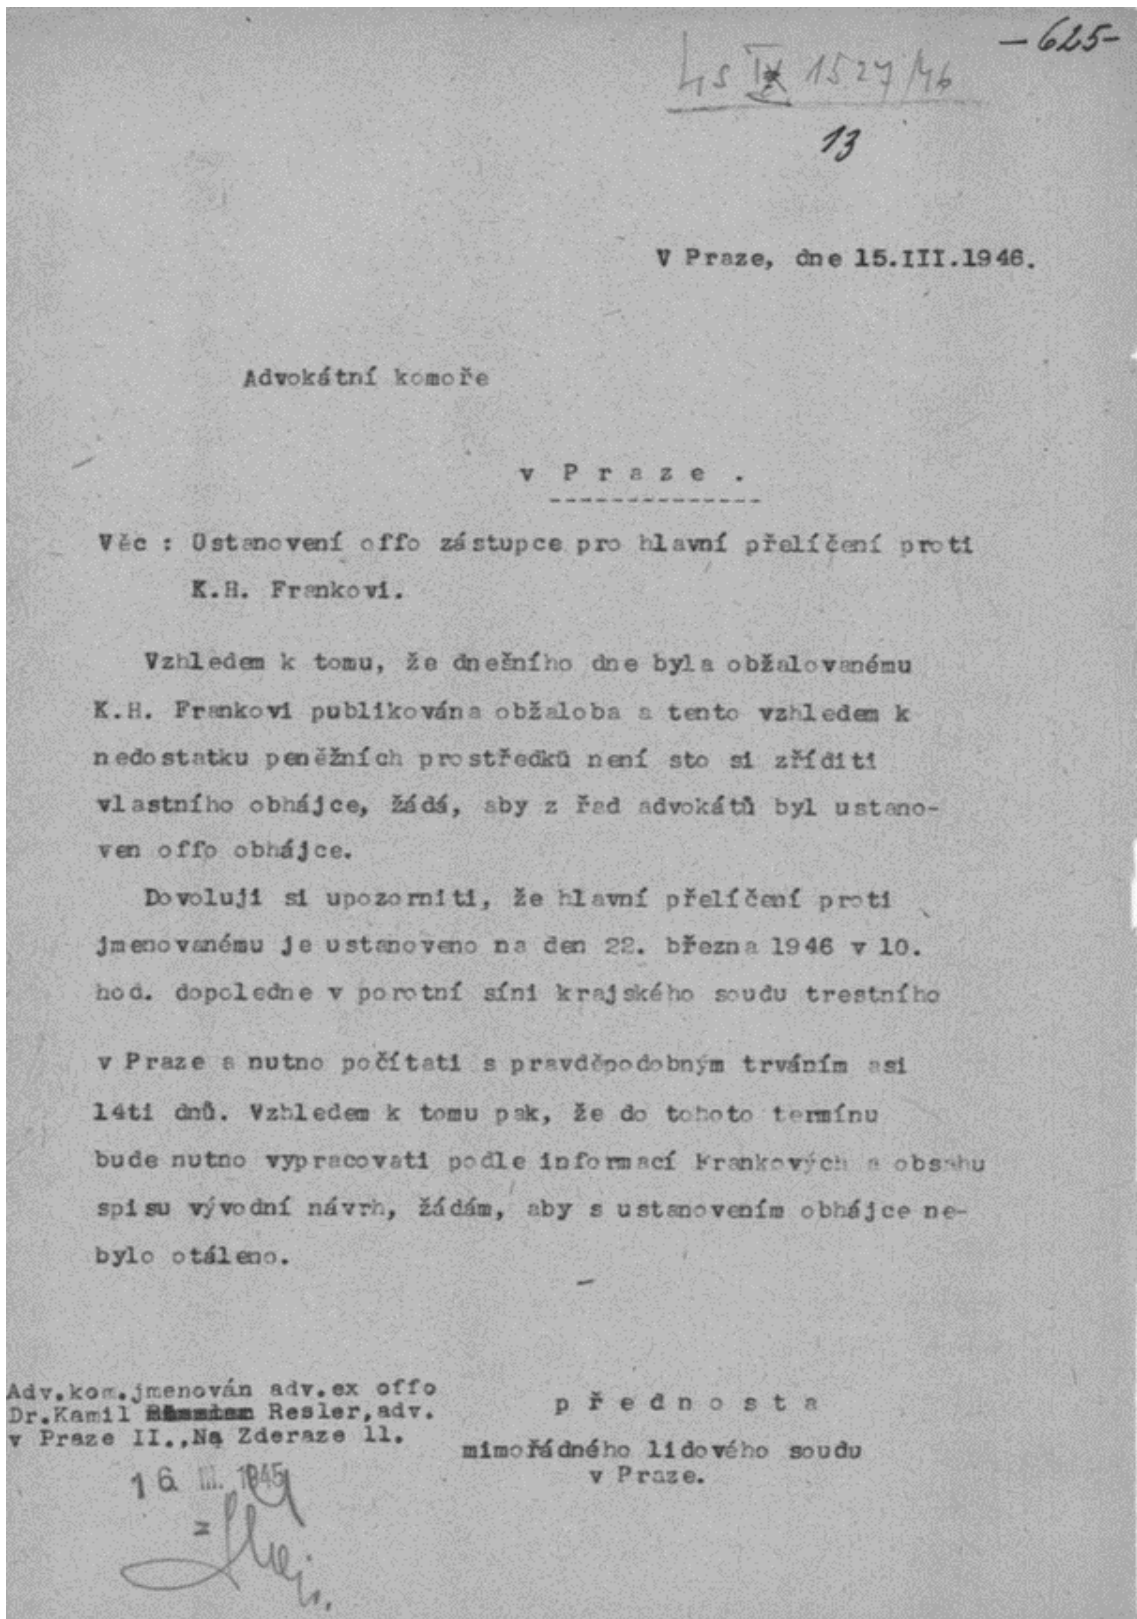 -625-
Ls IX 1527/46
13
V Praze, dne 15.III.1946.
Advokátní komoře
v P r a z e .
Věc : Ustanovení offo zástupce pro hlavní přelíčení proti
K.H. Frankovi.
Vzhledem k tomu, že dnešního dne byla obžalovanému
K.H. Frankovi publikována obžaloba a tento vzhledem k
nedostatku peněžních prostředků není sto si zříditi
vlastního obhájce, žádá, aby z řad advokátů byl ustano-
ven offo obhájce.
Dovoluji si upozorniti, že hlavní přelíčení proti
jmenovanému je ustanoveno na den 22. března 1946 v 10.
hod. dopoledne v porotní síni krajského soudu trestního
v Praze a nutno počítati s pravděpodobným trváním asi
14ti dnů. Vzhledem k tomu pak, že do tohoto termínu
bude nutno vypracovati podle informací Frankových a obsahu
spisu vývodní návrh, žádám, aby s ustanovením obhájce ne-
bylo otáleno.
Adv.kom.jmenován adv.ex offo
Dr.Kamil Resler,adv.
v Praze II.,Na Zderaze 11.
16 III. 1945
p ř e d n o s t a
mimořádného lidového soudu
v Praze.